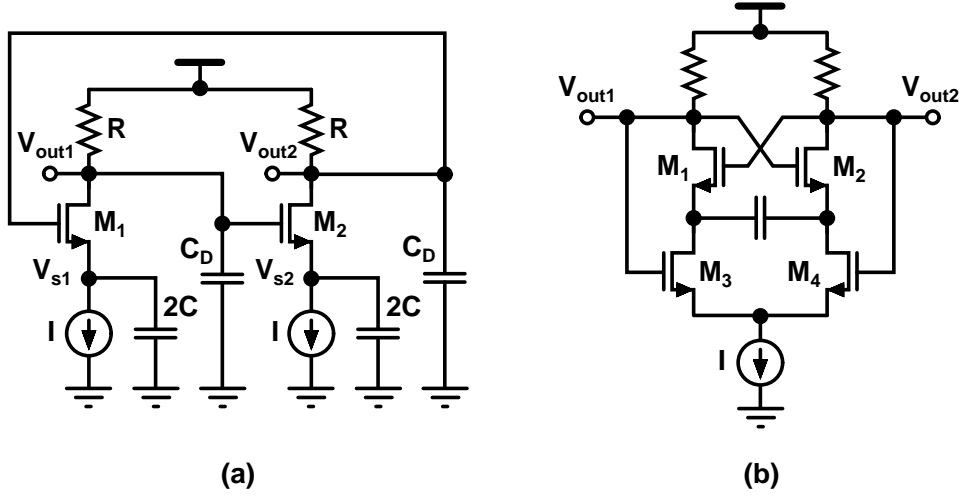 V_out1
R
V_out2
R
M_1
M_2
V_s1
C_D
V_s2
C_D
I
2C
I
2C
(a)
V_out1
V_out2
M_1
M_2
M_3
M_4
I
(b)